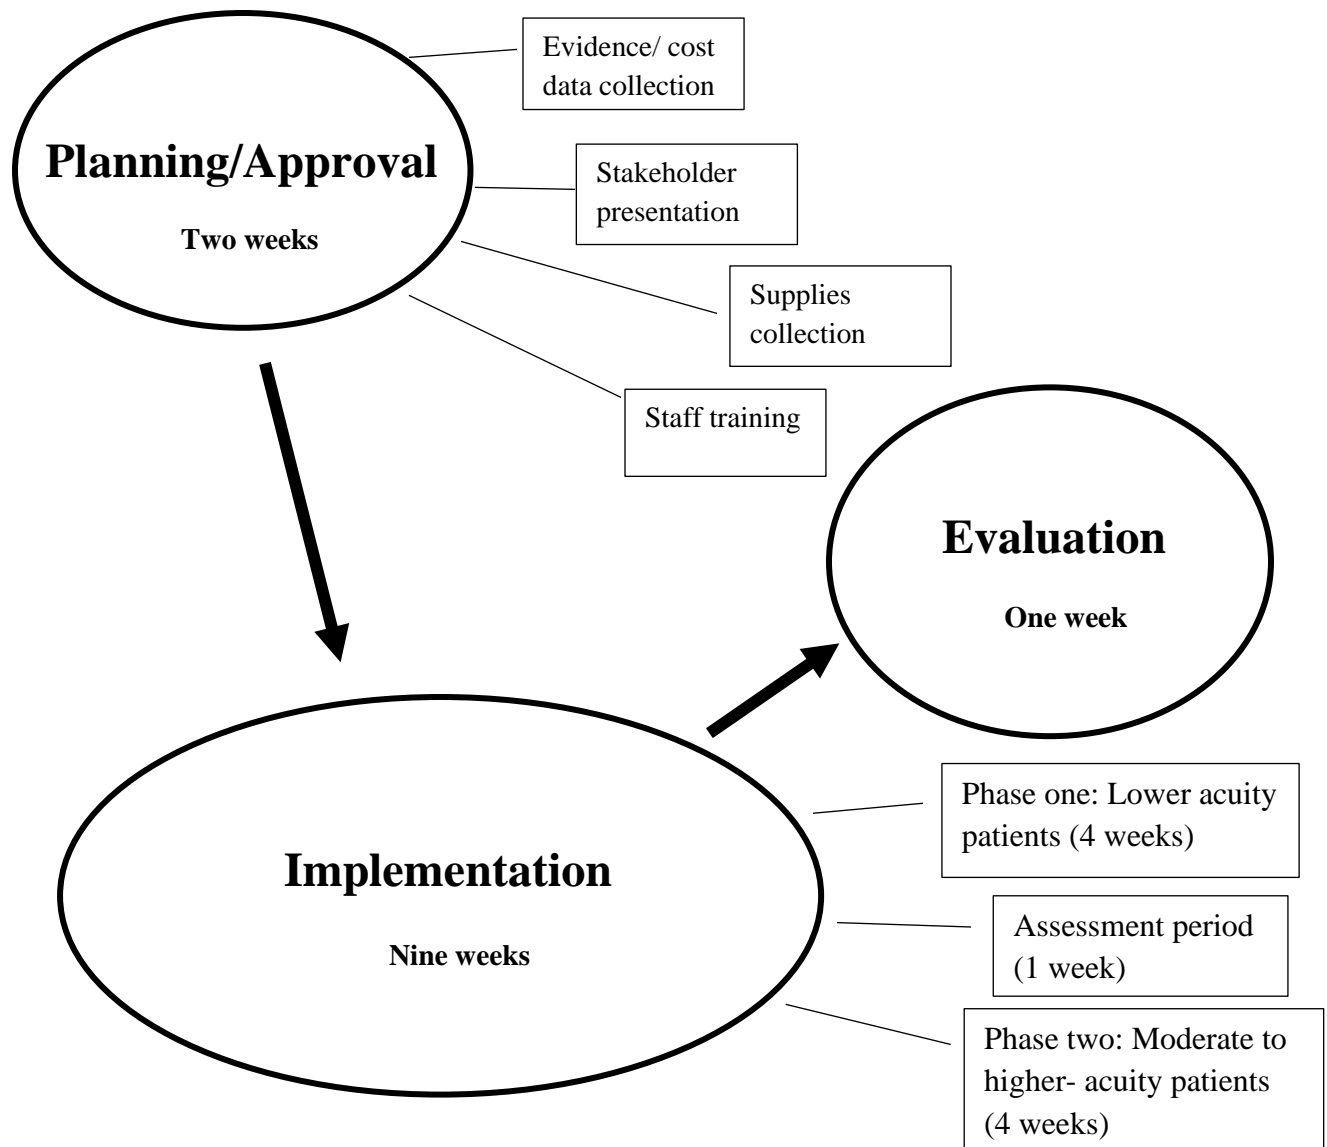 Planning/Approval
Two weeks
Evidence/ cost
data collection
Stakeholder
presentation
Supplies
collection
Staff training
Evaluation
One week
Implementation
Nine weeks
Phase one: Lower acuity
patients (4 weeks)
Assessment period
(1 week)
Phase two: Moderate to
higher- acuity patients
(4 weeks)